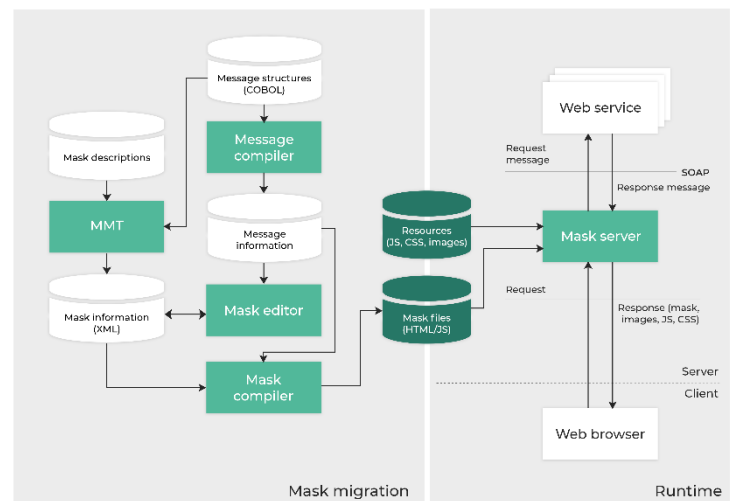 Message structures
(COBOL)
Mask descriptions
Message
compiler
MMT
Message
information
Mask information
(XML)
Mask editor
Mask
compiler
Resources
(JS, CSS, images)
Mask files
(HTML/JS)
Mask migration
Web service
Request
message
SOAP
Response message
Mask server
Request
Response (mask,
images, JS, CSS)
Server
Client
Web browser
Runtime